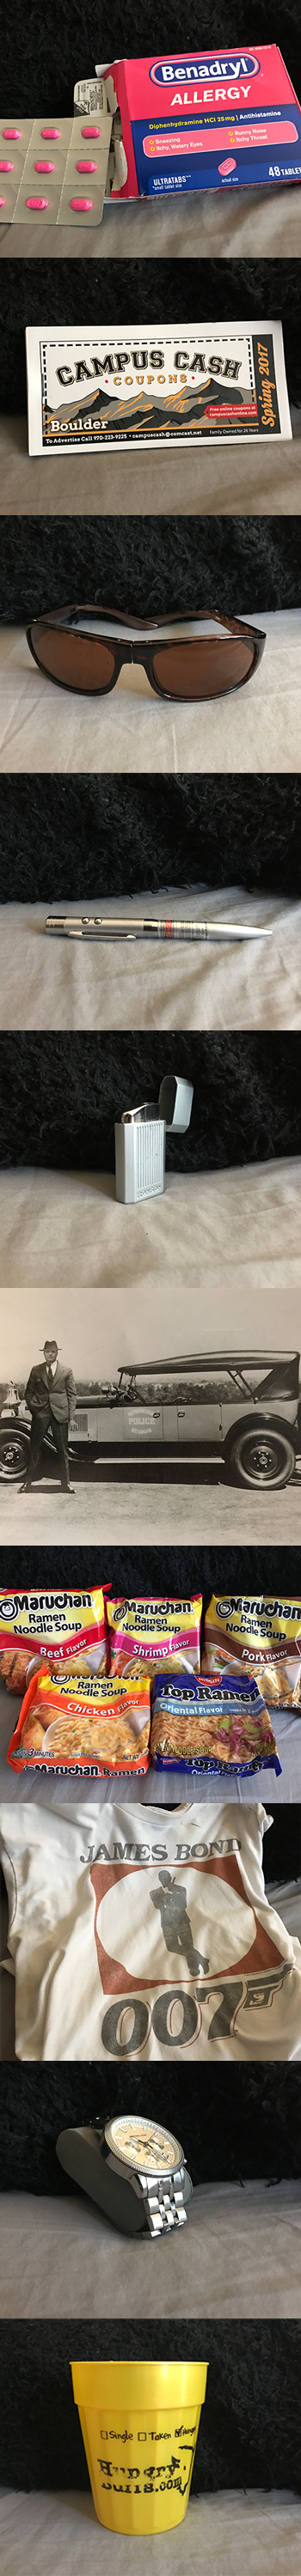 Benadryl
ALLERGY
Diphenhydramine HCl 25 mg | Antihistamine
Sneezing
Runny Nose
Itchy, Watery Eyes
Itchy Throat
ULTRATABS
actual size
48 TABLET
CAMPUS CASH
COUPONS
Spring 2017
Free online coupons at
campuscashonline.com
Boulder
To Advertise Call 970-223-9225 • campuscash@comcast.net
Family Owned for 26 Years
POLICE
Maruchan
Ramen
Noodle Soup
Beef Flavor
Maruchan
Ramen
Noodle Soup
Shrimp Flavor
Maruchan
Ramen
Noodle Soup
Pork Flavor
Ramen
Noodle Soup
Chicken Flavor
3 MINUTES
Maruchan Ramen
Top Ramen
Oriental Flavor
Top Ramen
JAMES BOND
007
Single Taken Hungry
Hungry
Buffs.com